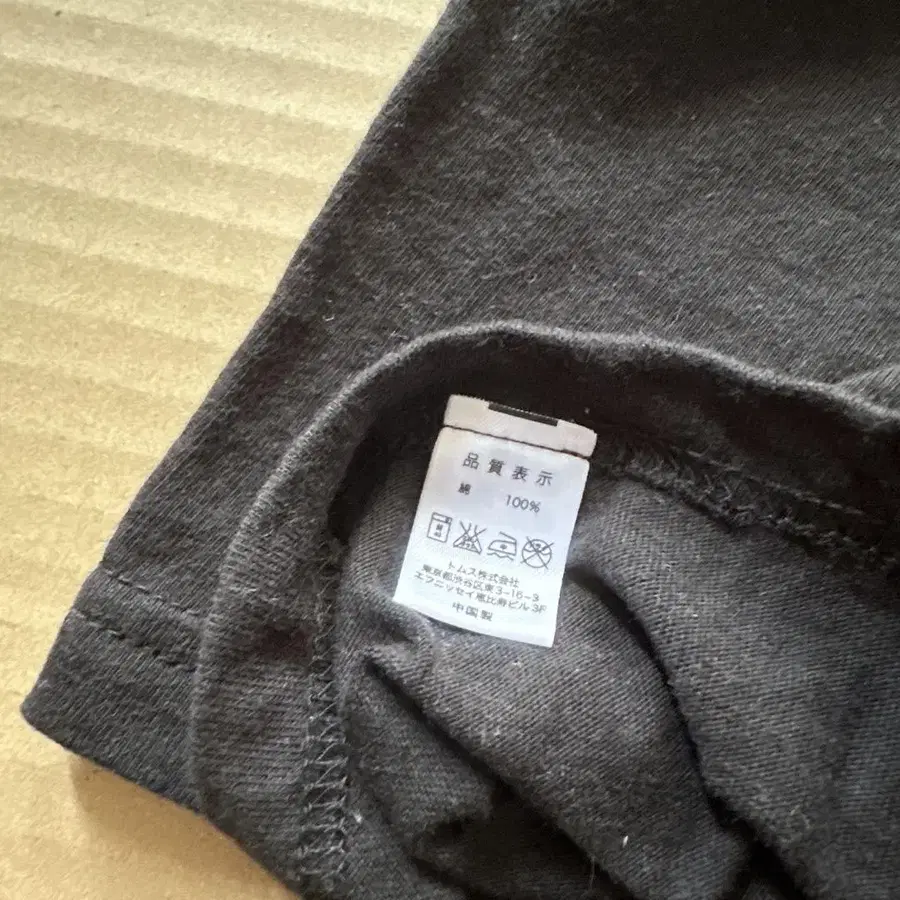 品質表示
綿 100%
トムス株式会社
東京都渋谷区東3-16-3
エフニッセイ恵比寿ビル3F
中国製